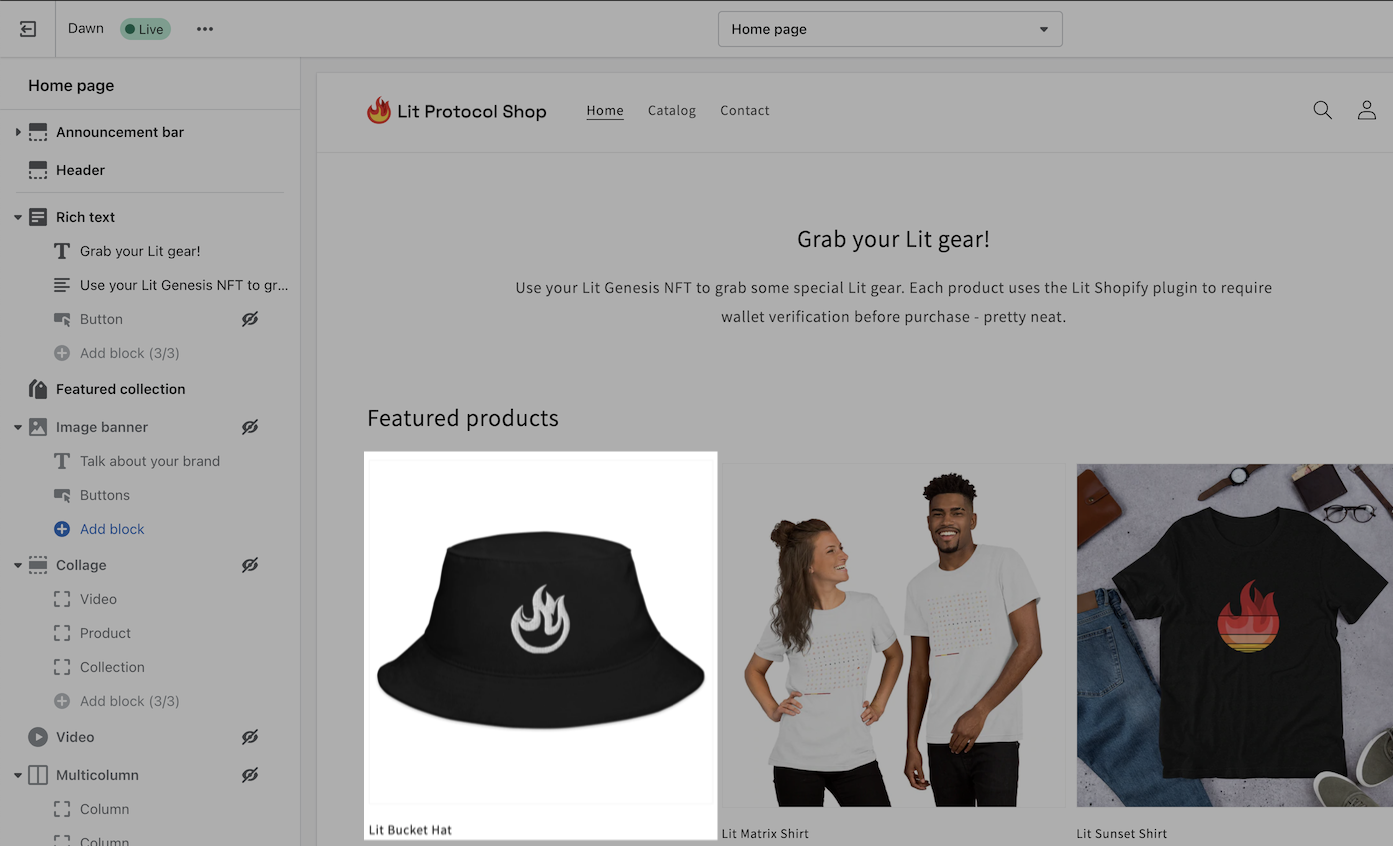 Dawn
Live
Home page
Home page
Announcement bar
Header
Rich text
Grab your Lit gear!
Use your Lit Genesis NFT to gr...
Button
Add block (3/3)
Featured collection
Image banner
Talk about your brand
Buttons
Add block
Collage
Video
Product
Collection
Add block (3/3)
Video
Multicolumn
Column
Column
Lit Protocol Shop
Home
Catalog
Contact
Grab your Lit gear!
Use your Lit Genesis NFT to grab some special Lit gear. Each product uses the Lit Shopify plugin to require
wallet verification before purchase - pretty neat.
Featured products
Lit Bucket Hat
Lit Matrix Shirt
Lit Sunset Shirt